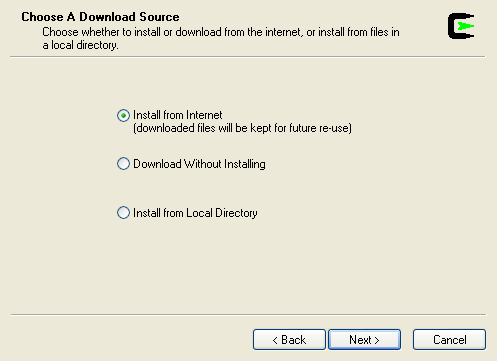 Choose A Download Source
Choose whether to install or download from the internet, or install from files in
a local directory.
Install from Internet
(downloaded files will be kept for future re-use)
Download Without Installing
Install from Local Directory
< Back
Next >
Cancel